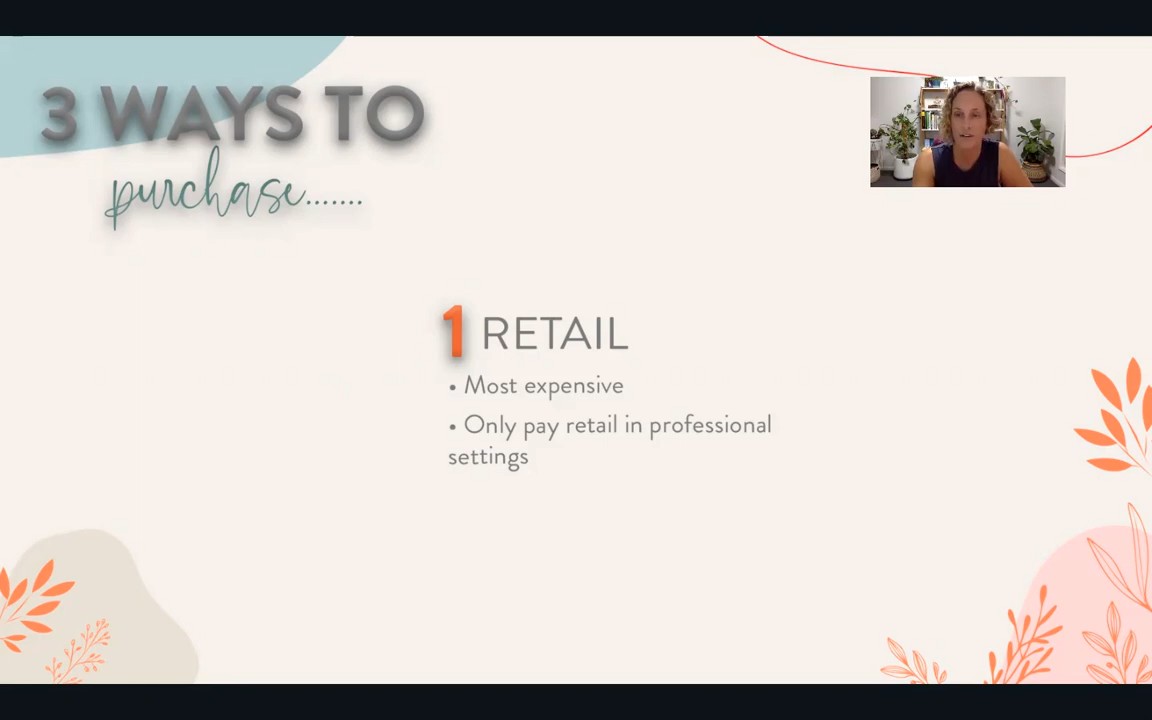 3 WAYS TO
purchase.......
1 RETAIL
• Most expensive
• Only pay retail in professional
settings